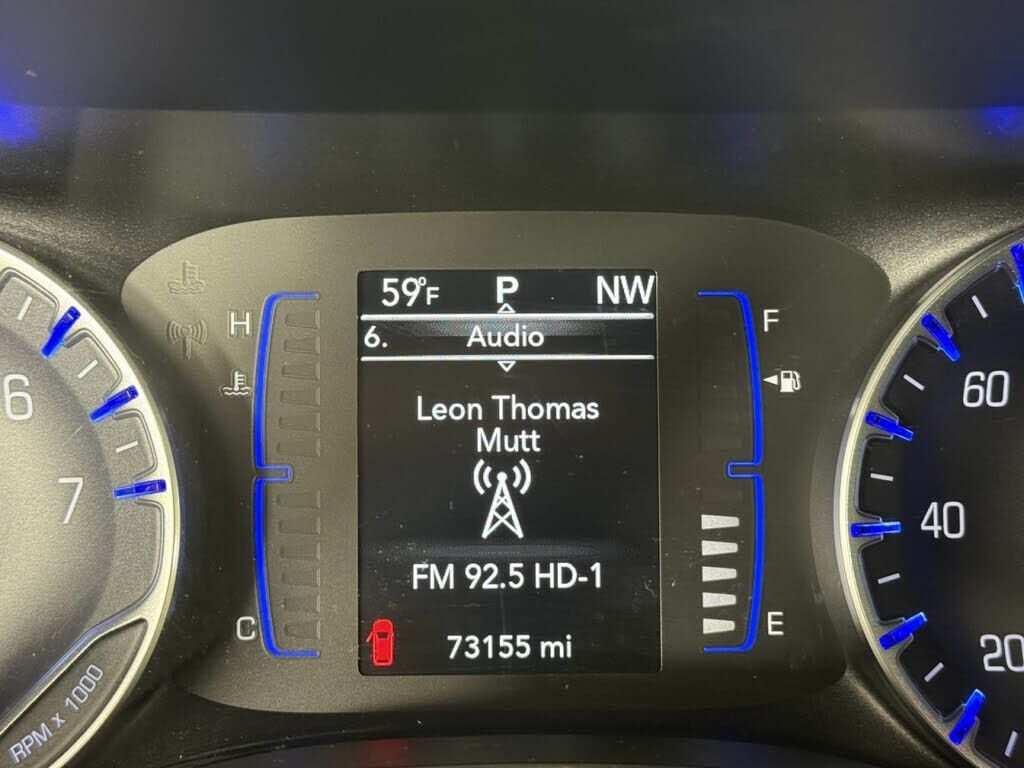 59°F P NW
6. Audio
Leon Thomas
Mutt
FM 92.5 HD-1
73155 mi
H
C
F
E
6
7
RPM x 1000
60
40
20